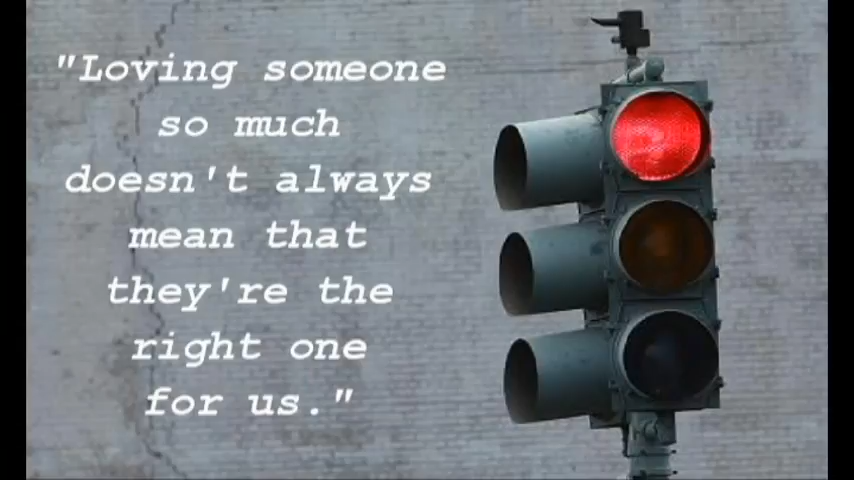 "Loving someone
so much
doesn't always
mean that
they're the
right one
for us."